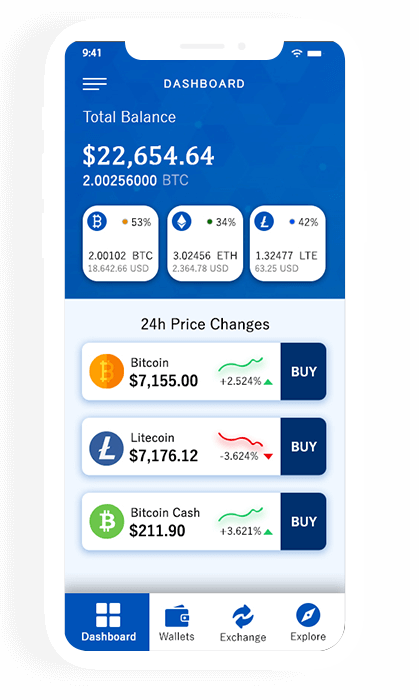 9:41
DASHBOARD
Total Balance
$22,654.64
2.00256000 BTC
53%
34%
42%
2.00102 BTC
3.02456 ETH
1.32477 LTE
18.642.66 USD
2.364.78 USD
63.25 USD
24h Price Changes
Bitcoin
$7,155.00
+2.524%
BUY
Litecoin
$7,176.12
-3.624%
BUY
Bitcoin Cash
$211.90
+3.621%
BUY
Dashboard
Wallets
Exchange
Explore